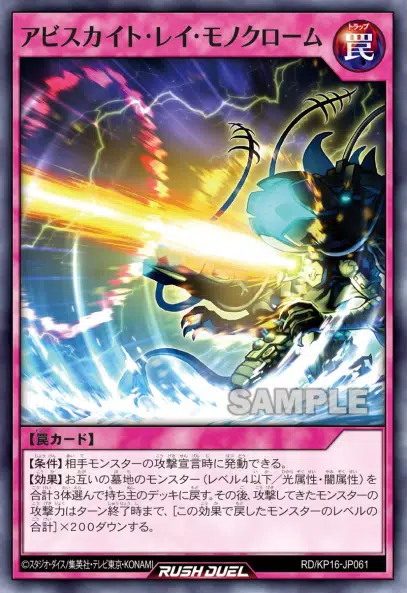 アビスカイト・レイ・モノクローム
トラップ
罠
SAMPLE
【罠カード】
【条件】相手モンスターの攻撃宣言時に発動できる。
【効果】お互いの墓地のモンスター(レベル4以下/光属性・闇属性)を
合計3体選んで持ち主のデッキに戻す。その後、攻撃してきたモンスターの
攻撃力はターン終了時まで、[この効果で戻したモンスターのレベルの
合計]×200ダウンする。
©スタジオ・ダイス/集英社・テレビ東京・KONAMI
RUSH DUEL
RD/KP16-JP061